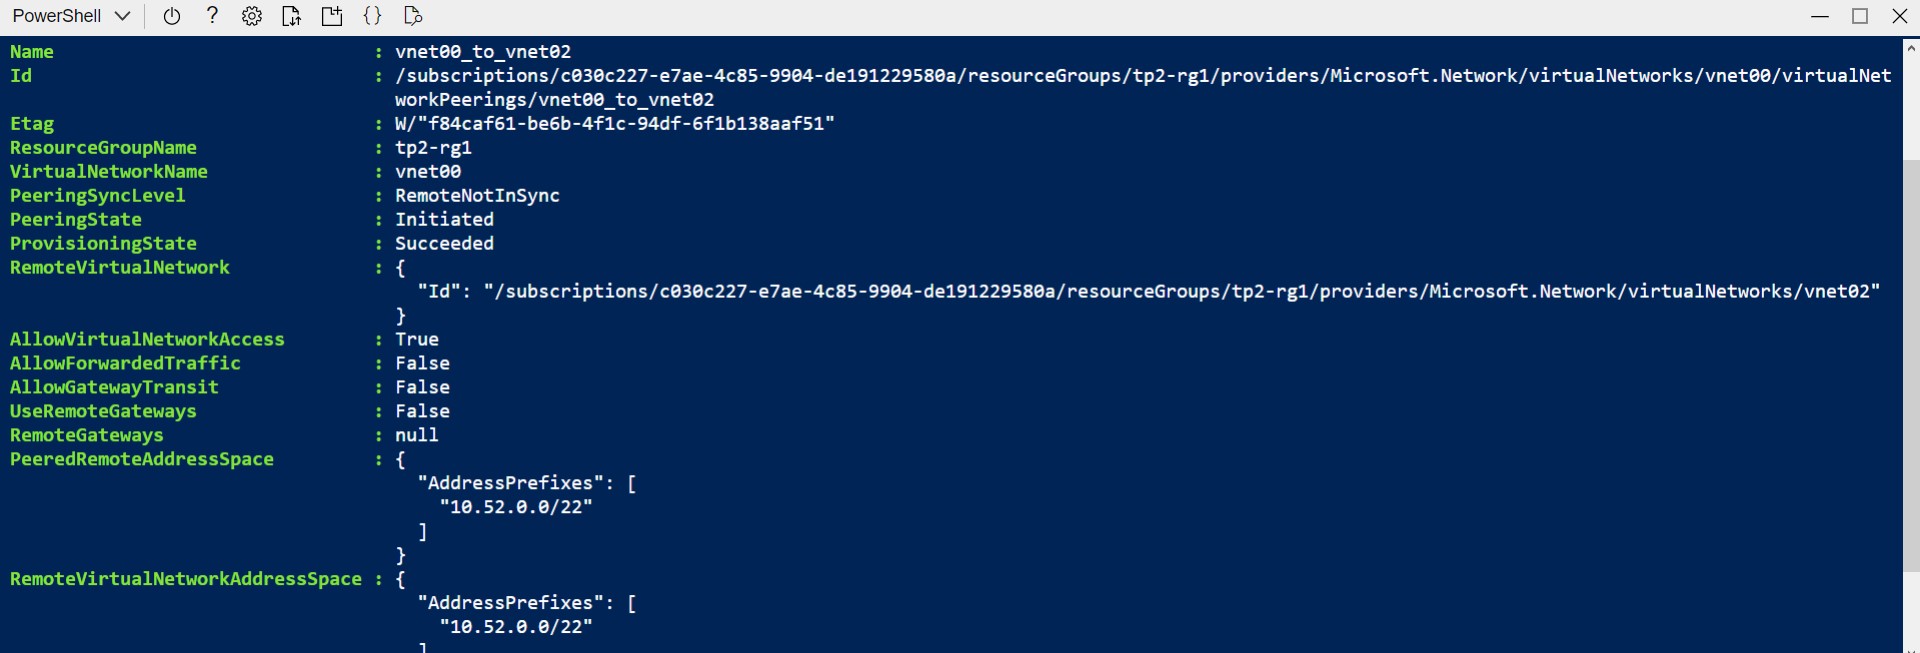 PowerShell
Name : vnet00_to_vnet02
Id : /subscriptions/c030c227-e7ae-4c85-9904-de191229580a/resourceGroups/tp2-rg1/providers/Microsoft.Network/virtualNetworks/vnet00/virtualNet
workPeerings/vnet00_to_vnet02
Etag : W/"f84caf61-be6b-4f1c-94df-6f1b138aaf51"
ResourceGroupName : tp2-rg1
VirtualNetworkName : vnet00
PeeringSyncLevel : RemoteNotInSync
PeeringState : Initiated
ProvisioningState : Succeeded
RemoteVirtualNetwork : {
"Id": "/subscriptions/c030c227-e7ae-4c85-9904-de191229580a/resourceGroups/tp2-rg1/providers/Microsoft.Network/virtualNetworks/vnet02"
}
AllowVirtualNetworkAccess : True
AllowForwardedTraffic : False
AllowGatewayTransit : False
UseRemoteGateways : False
RemoteGateways : null
PeeredRemoteAddressSpace : {
"AddressPrefixes": [
"10.52.0.0/22"
]
}
RemoteVirtualNetworkAddressSpace : {
"AddressPrefixes": [
"10.52.0.0/22"
]